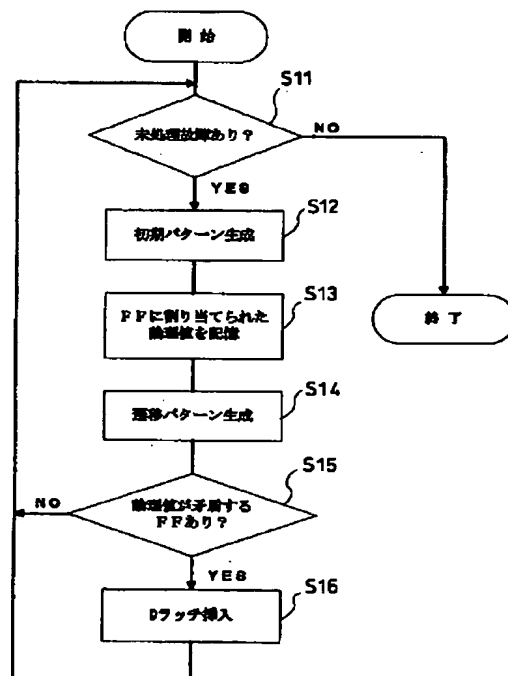 開始
S11
未処理故障あり?
NO
YES
S12
初期パターン生成
S13
FFに割り当てられた
論理値を記憶
終了
S14
遷移パターン生成
S15
論理値が矛盾する
FFあり?
NO
YES
S16
Dラッチ挿入